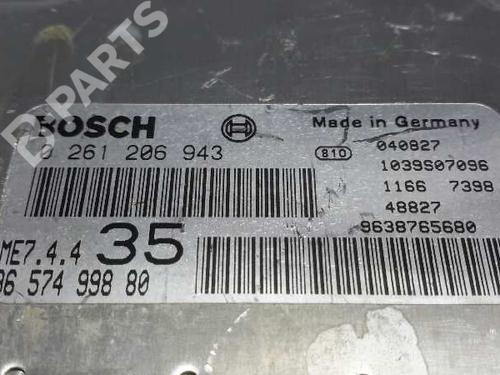 B-PARTS
BOSCH
Made in Germany
0 261 206 943
810
040827
1039S07096
1166 7398
48827
9638765680
ME7.4.4 35
96 574 998 80